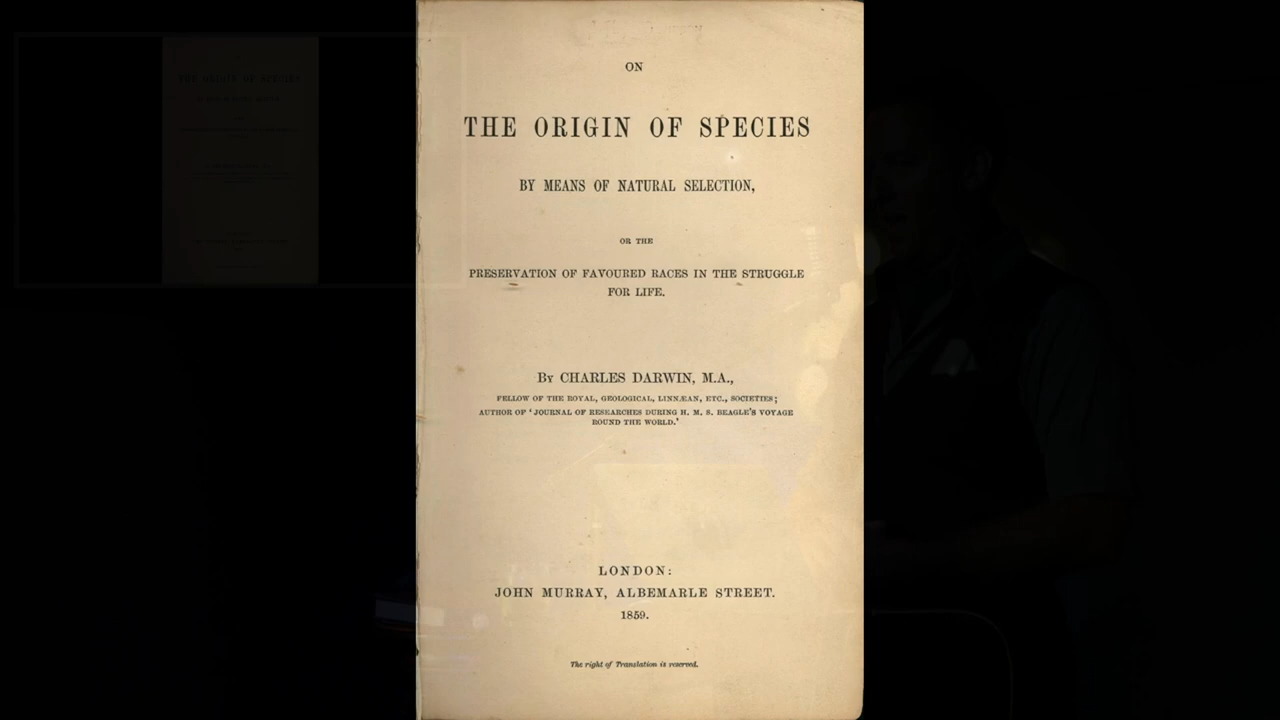 ON
THE ORIGIN OF SPECIES
BY MEANS OF NATURAL SELECTION,
OR THE
PRESERVATION OF FAVOURED RACES IN THE STRUGGLE
FOR LIFE.
BY CHARLES DARWIN, M.A.,
FELLOW OF THE ROYAL, GEOLOGICAL, LINNÆAN, ETC., SOCIETIES;
AUTHOR OF ‘JOURNAL OF RESEARCHES DURING H. M. S. BEAGLE’S VOYAGE
ROUND THE WORLD.’
LONDON:
JOHN MURRAY, ALBEMARLE STREET.
1859.
The right of Translation is reserved.